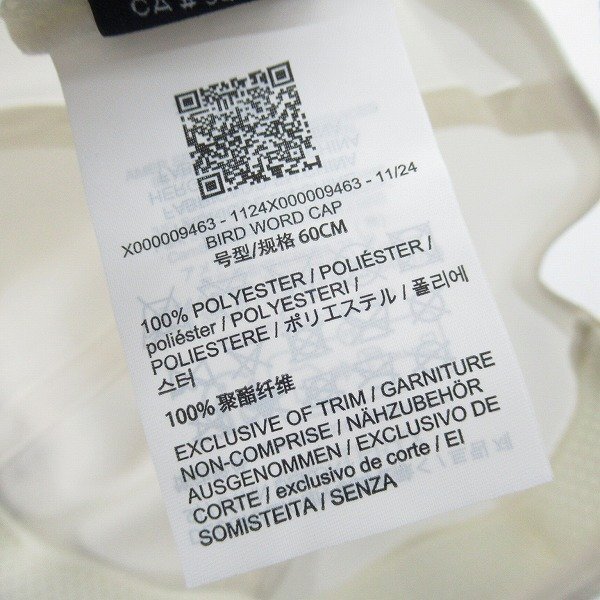 CA #
X000009463 - 1124X000009463 - 11/24
BIRD WORD CAP
号型/规格 60CM
100% POLYESTER / POLIÉSTER /
poliéster / POLYESTERI /
POLIESTERE / ポリエステル / 폴리에
스터
100% 聚酯纤维
EXCLUSIVE OF TRIM / GARNITURE
NON-COMPRISE / NÄHZUBEHÖR
AUSGENOMMEN / EXCLUSIVO DE
CORTE / exclusivo de corte / EI
SOMISTEITA / SENZA